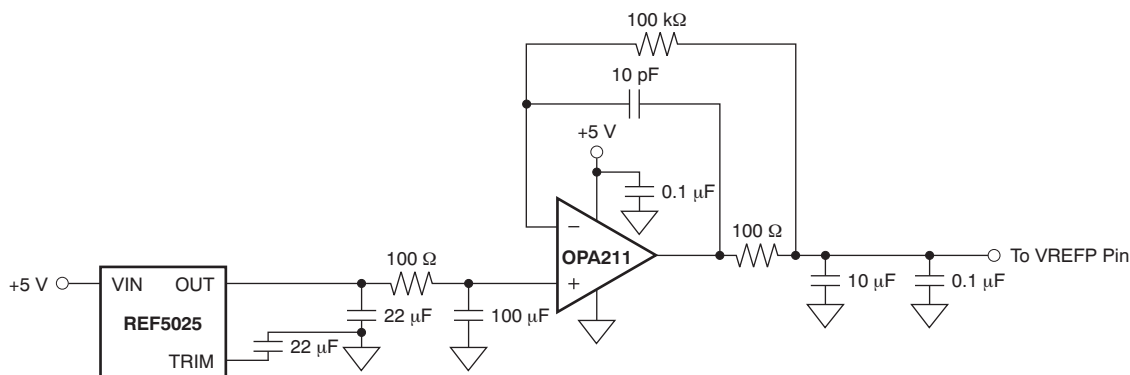 100 kΩ
10 pF
+5 V
0.1 μF
−
OPA211
+
100 Ω
To VREFP Pin
10 μF
0.1 μF
100 Ω
+5 V
VIN
OUT
REF5025
TRIM
22 μF
22 μF
100 μF